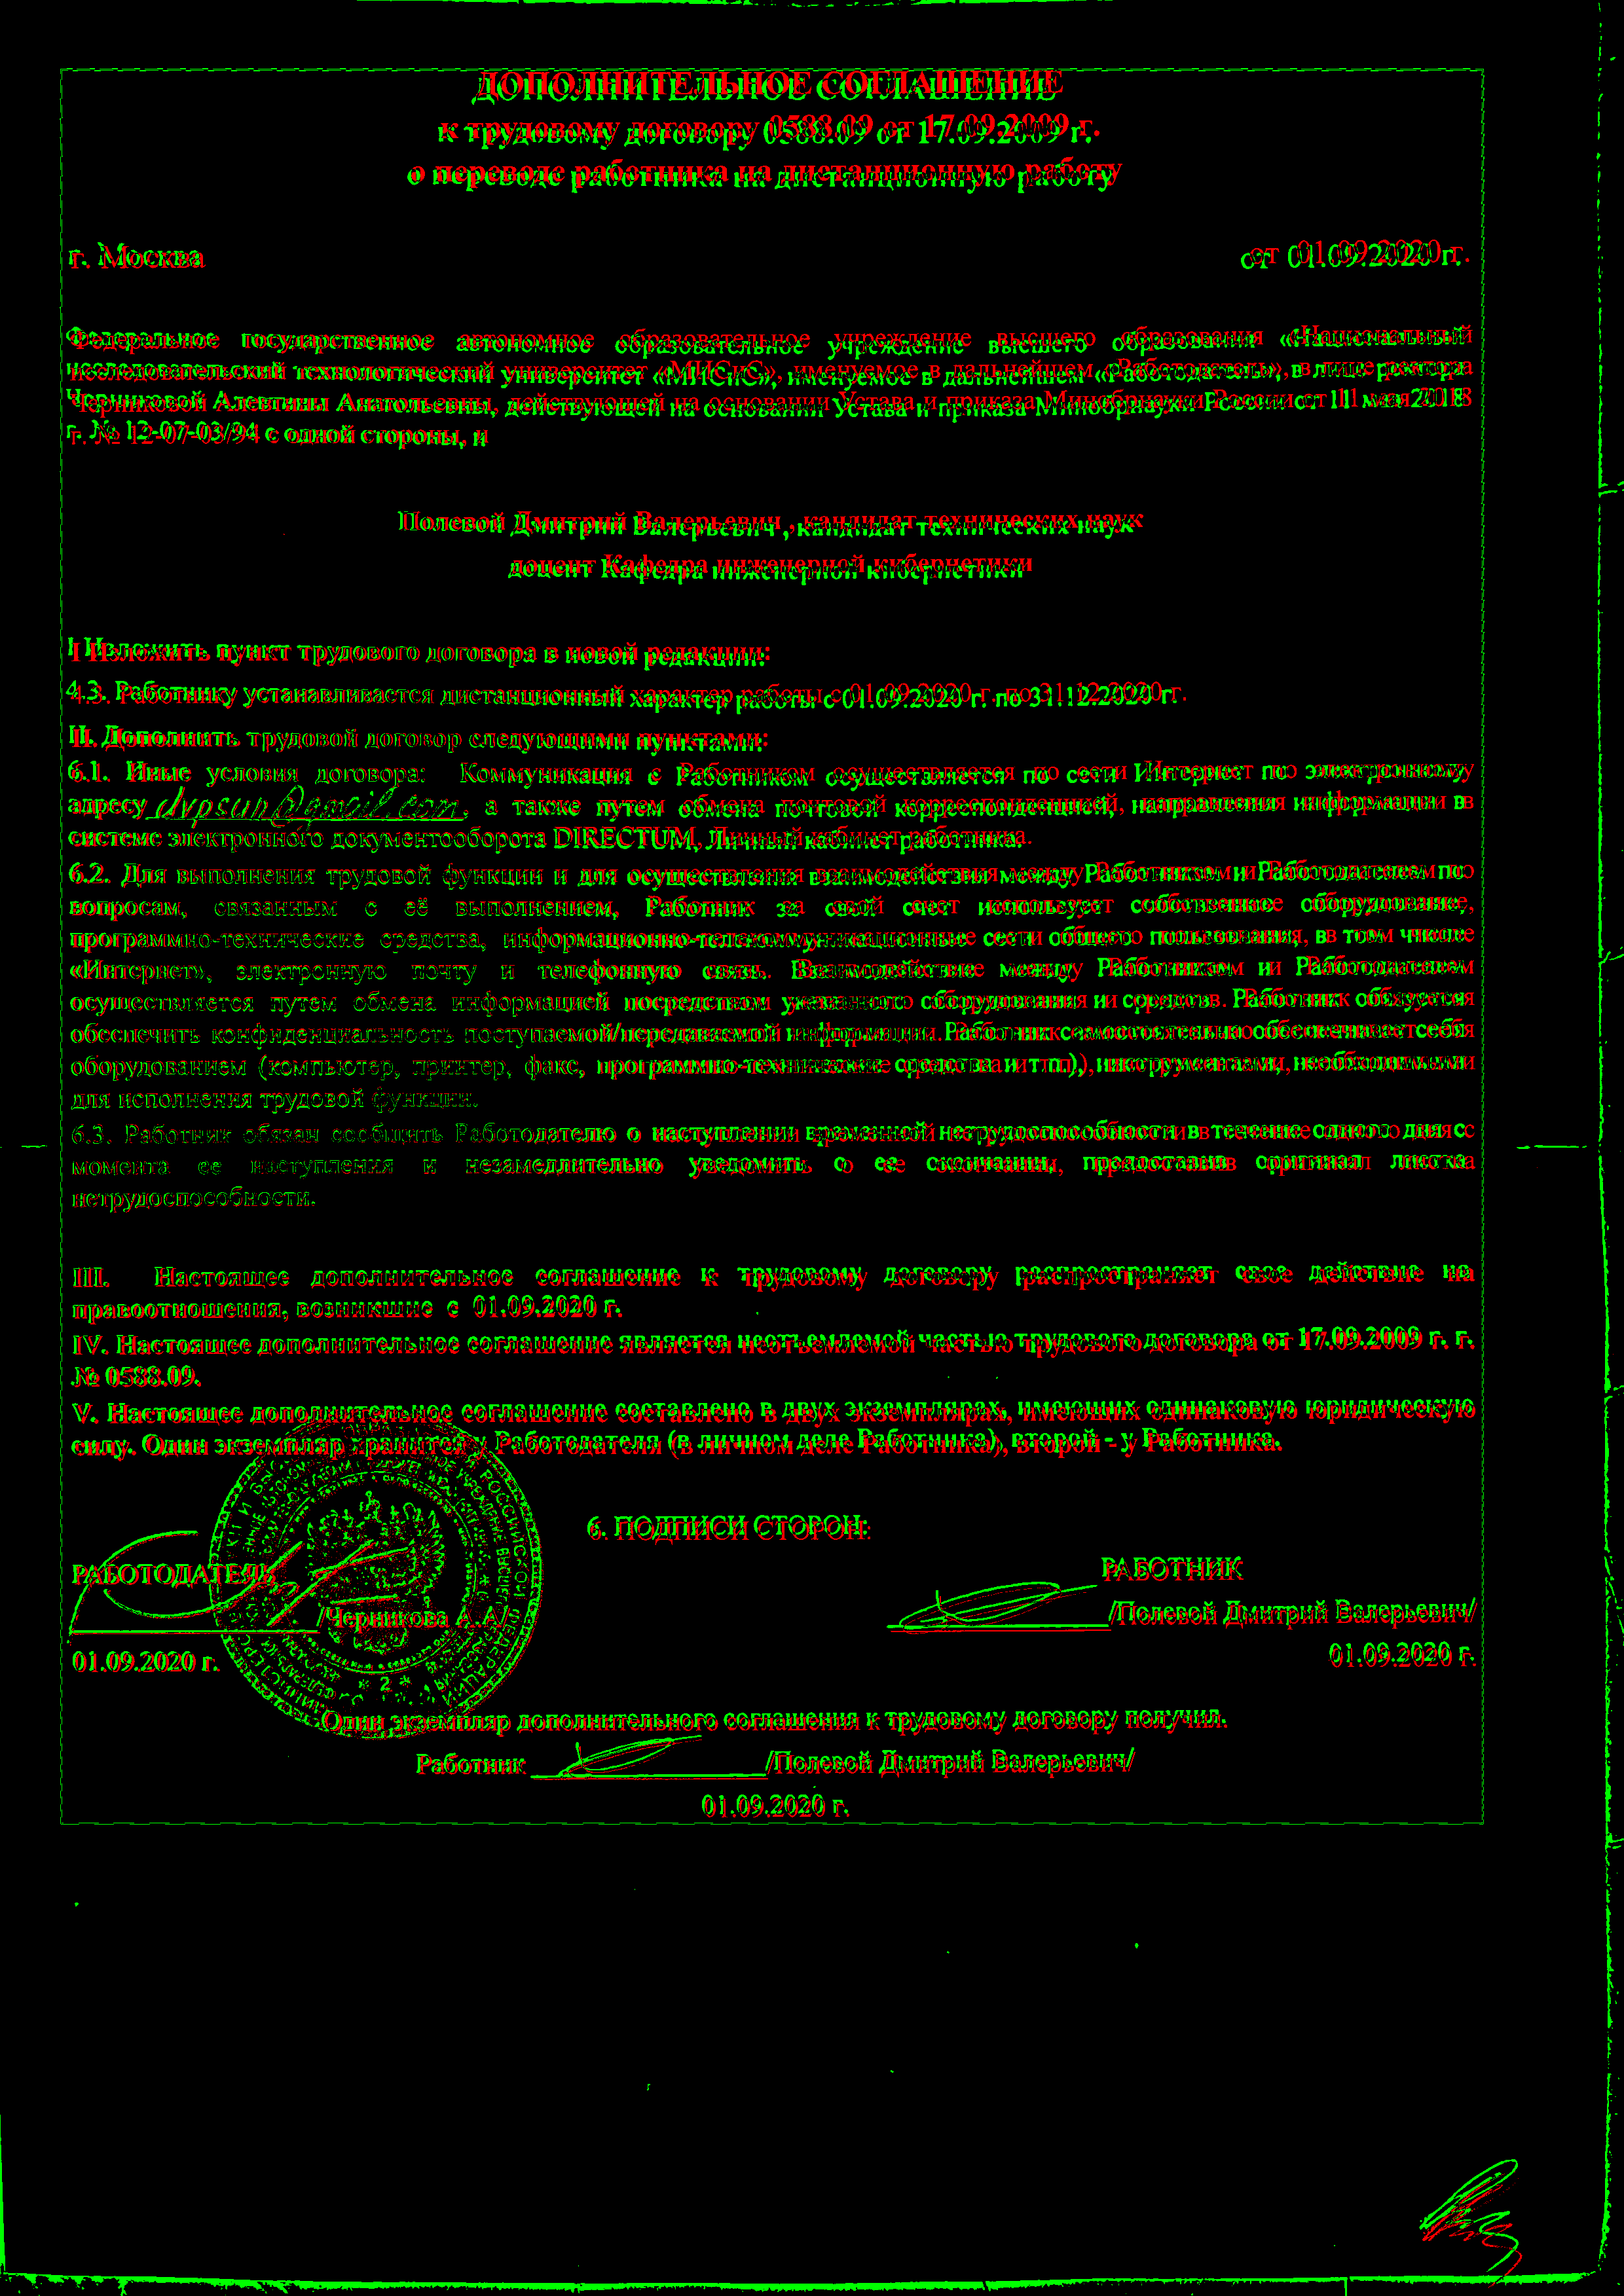 ДОПОЛНИТЕЛЬНОЕ СОГЛАШЕНИЕ
к трудовому договору 0588.09 от 17.09.2009 г.
о переводе работника на дистанционную работу
г. Москва от 01.09.2020 г.
Федеральное государственное автономное образовательное учреждение высшего образования «Национальный
исследовательский технологический университет «МИСиС», именуемое в дальнейшем «Работодатель», в лице ректора
Черниковой Алевтины Анатольевны, действующей на основании Устава и приказа Минобрнауки России от 11 мая 2018
г. № 12-07-03/94 с одной стороны, и
Полевой Дмитрий Валерьевич , кандидат технических наук
доцент Кафедра инженерной кибернетики
I Изложить пункт трудового договора в новой редакции:
4.3. Работнику устанавливается дистанционный характер работы с 01.09.2020 г. по 31.12.2020 г.
II. Дополнить трудовой договор следующими пунктами:
6.1. Иные условия договора: Коммуникация с Работником осуществляется по сети Интернет по электронному
адресу dvpsun@gmail.com, а также путем обмена почтовой корреспонденцией, направления информации в
системе электронного документооборота DIRECTUM, Личный кабинет работника.
6.2. Для выполнения трудовой функции и для осуществления взаимодействия между Работником и Работодателем по
вопросам, связанным с её выполнением, Работник за свой счет использует собственное оборудование,
программно-технические средства, информационно-телекоммуникационные сети общего пользования, в том числе
«Интернет», электронную почту и телефонную связь. Взаимодействие между Работником и Работодателем
осуществляется путем обмена информацией посредством указанного оборудования и средств. Работник обязуется
обеспечить конфиденциальность поступаемой/передаваемой информации. Работник самостоятельно обеспечивает себя
оборудованием (компьютер, принтер, факс, программно-технические средства и т п), инструментами, необходимыми
для исполнения трудовой функции.
6.3. Работник обязан сообщить Работодателю о наступлении временной нетрудоспособности в течение одного дня с
момента ее наступления и незамедлительно уведомить о ее окончании, предоставив оригинал листка
нетрудоспособности.
III. Настоящее дополнительное соглашение к трудовому договору распространяет свое действие на
правоотношения, возникшие с 01.09.2020 г.
IV. Настоящее дополнительное соглашение является неотъемлемой частью трудового договора от 17.09.2009 г. г.
№ 0588.09.
V. Настоящее дополнительное соглашение составлено в двух экземплярах, имеющих одинаковую юридическую
силу. Один экземпляр хранится у Работодателя (в личном деле Работника), второй - у Работника.
6. ПОДПИСИ СТОРОН:
РАБОТОДАТЕЛЬ РАБОТНИК
/Черникова А.А/ /Полевой Дмитрий Валерьевич/
01.09.2020 г. 01.09.2020 г.
Один экземпляр дополнительного соглашения к трудовому договору получил.
Работник /Полевой Дмитрий Валерьевич/
01.09.2020 г.